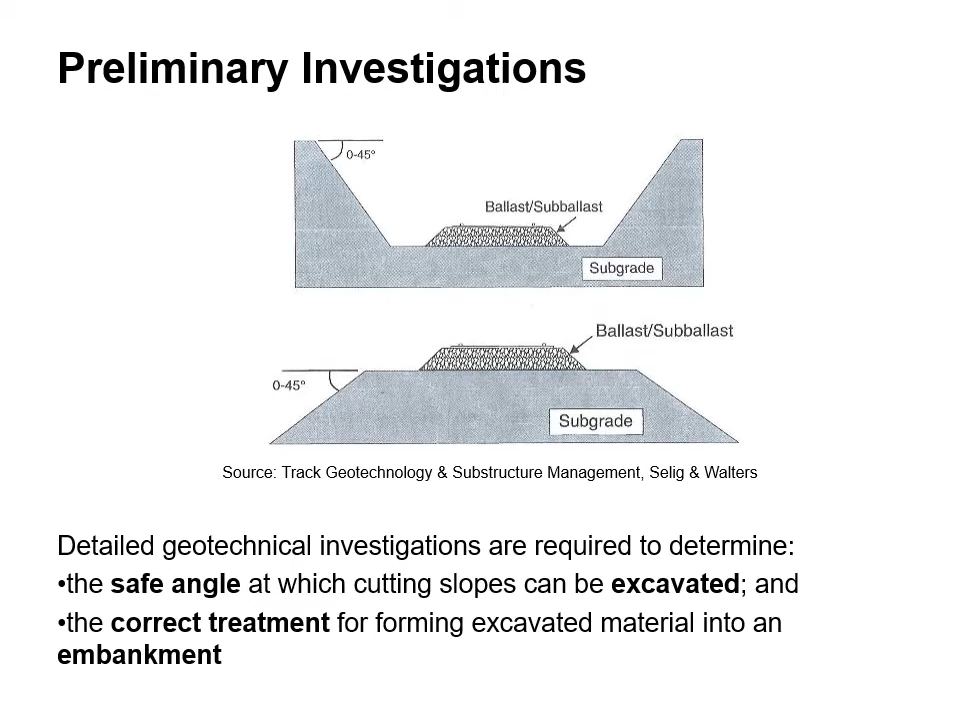 Preliminary Investigations
0-45°
Ballast/Subballast
Subgrade
Ballast/Subballast
0-45°
Subgrade
Source: Track Geotechnology & Substructure Management, Selig & Walters
Detailed geotechnical investigations are required to determine:
•the safe angle at which cutting slopes can be excavated; and
•the correct treatment for forming excavated material into an
embankment